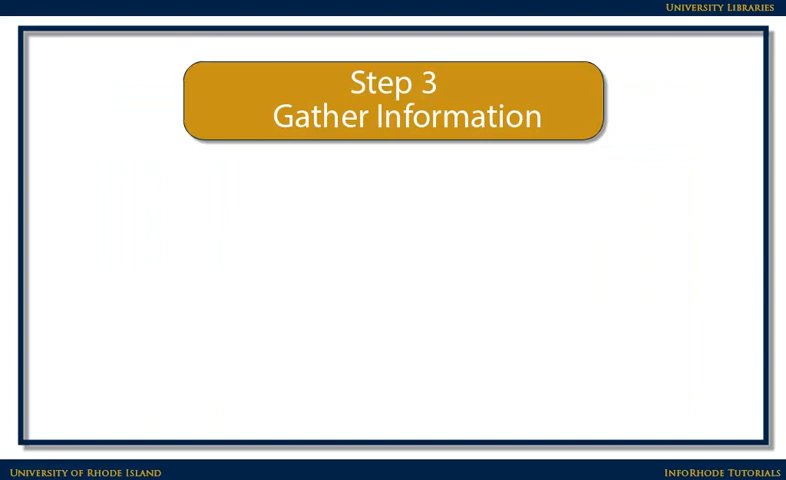 University Libraries
Step 3
Gather Information
University of Rhode Island
InfoRhode Tutorials